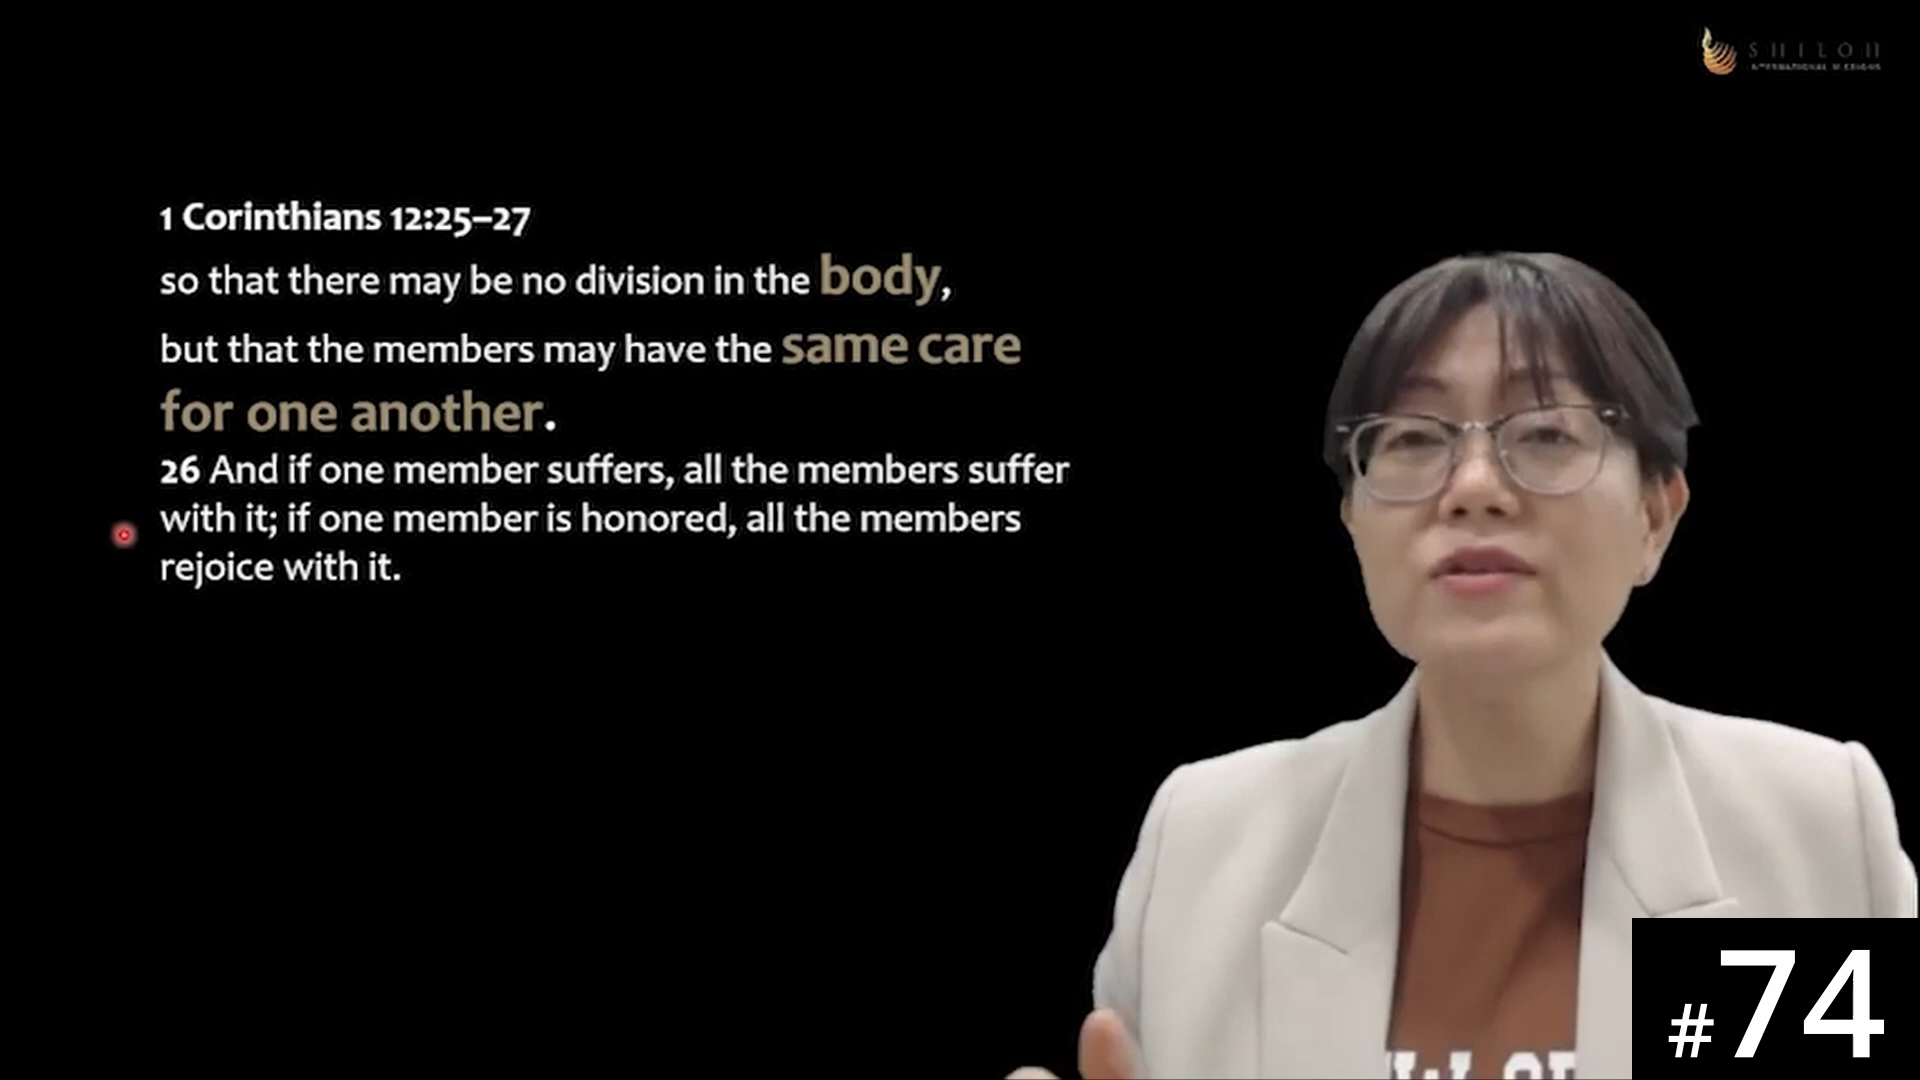 SHILOH
INTERNATIONAL MISSIONS
1 Corinthians 12:25–27
so that there may be no division in the body,
but that the members may have the same care
for one another.
26 And if one member suffers, all the members suffer
with it; if one member is honored, all the members
rejoice with it.
#74